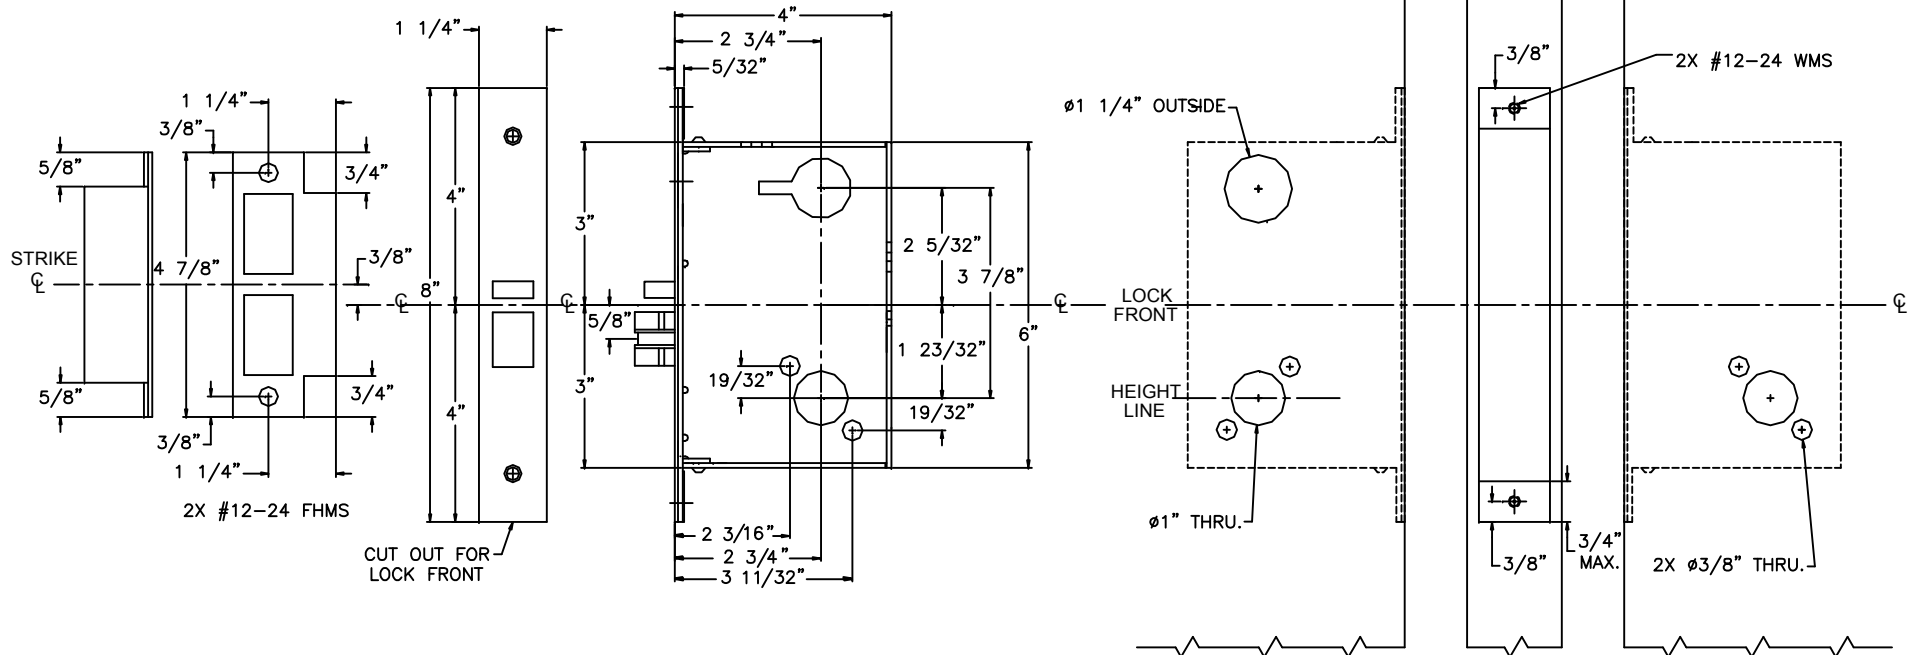 1 1/4”
3/8”
5/8”
3/4”
STRIKE
℄
4 7/8”
3/8”
5/8”
3/4”
3/8”
1 1/4”
2X #12-24 FHMS
1 1/4”
4”
8”
℄
℄
4”
CUT OUT FOR
LOCK FRONT
4”
2 3/4”
5/32”
3”
2 5/32”
3 7/8”
5/8”
6”
1 23/32”
3”
19/32”
19/32”
2 3/16”
2 3/4”
3 11/32”
ø1 1/4” OUTSIDE
℄
LOCK
FRONT
HEIGHT
LINE
ø1” THRU.
3/8”
2X #12-24 WMS
℄
3/8”
3/4”
MAX.
2X ø3/8” THRU.